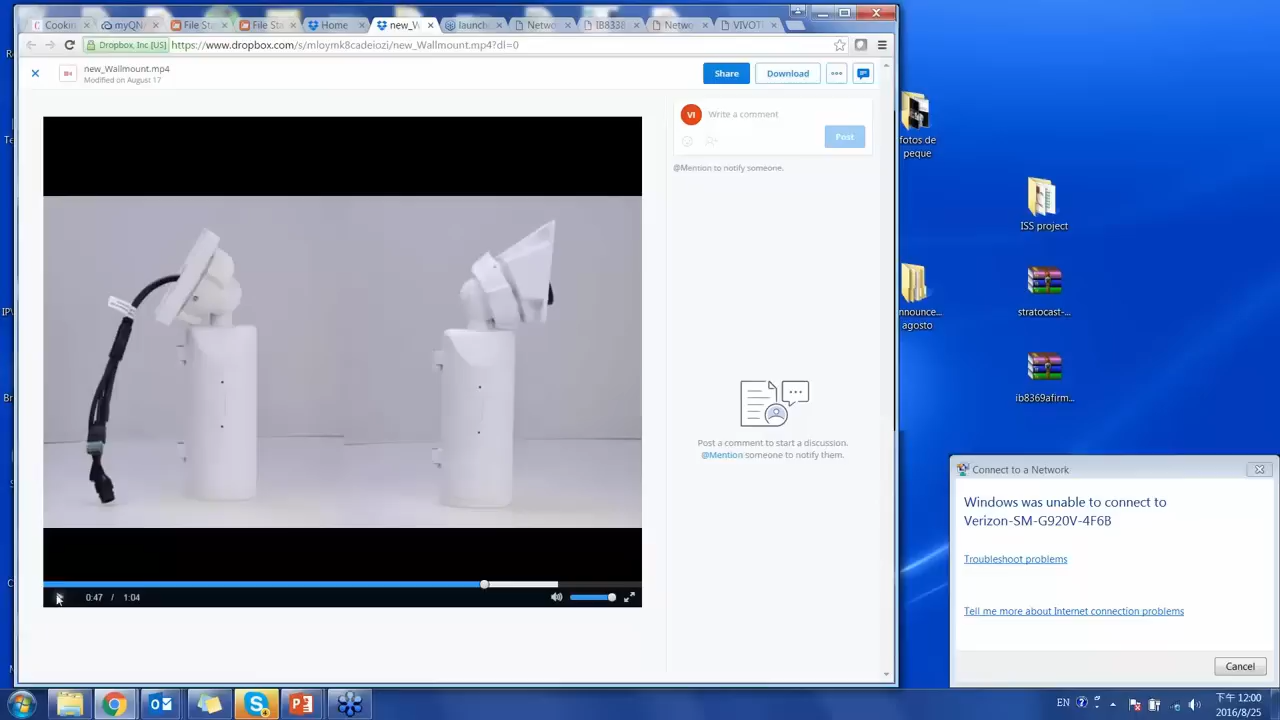 Cookin
myQN
File Sta
File Sta
Home
new_W
launch
Netwo
IB8338
Netwo
VIVOT
Dropbox, Inc [US]
https://www.dropbox.com/s/mloymk8cadeiozi/new_Wallmount.mp4?dl=0
new_Wallmount.mp4
Modified on August 17
Share
Download
VI
Write a comment
Post
@Mention to notify someone.
Post a comment to start a discussion.
@Mention someone to notify them.
0:47 / 1:04
fotos de
peque
ISS project
nnounce...
agosto
stratocast-...
ib8369afirm...
Connect to a Network
Windows was unable to connect to
Verizon-SM-G920V-4F6B
Troubleshoot problems
Tell me more about Internet connection problems
Cancel
EN
下午 12:00
2016/8/25